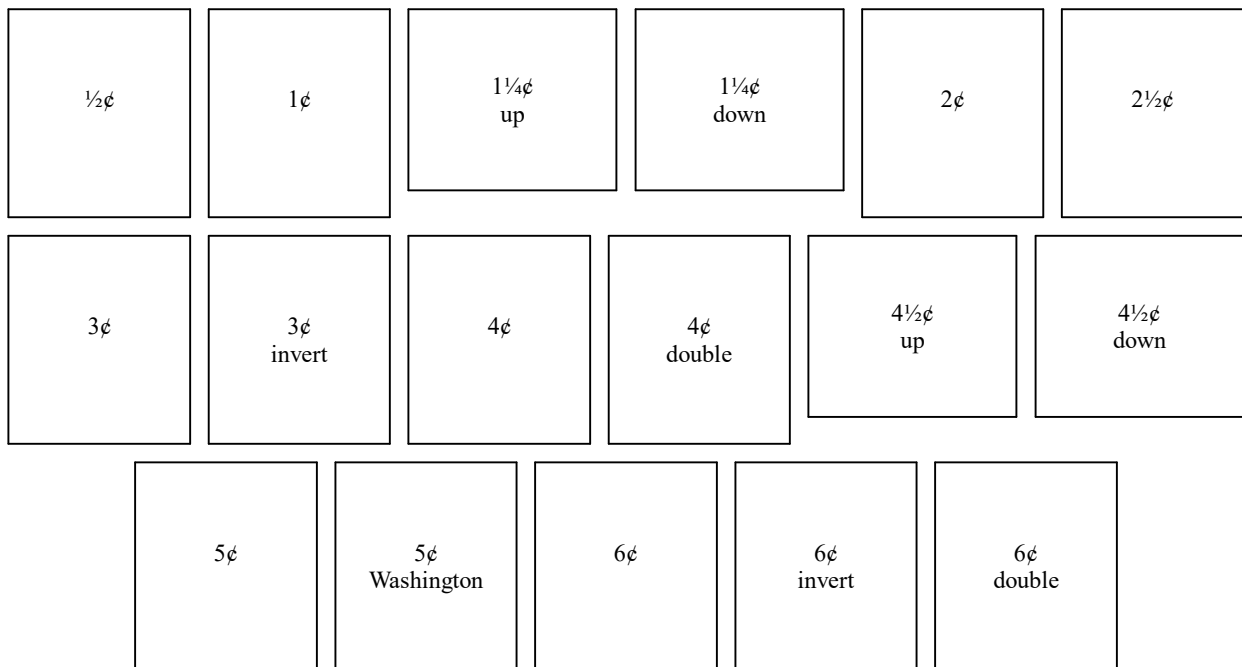 ½¢
1¢
1¼¢
up
1¼¢
down
2¢
2½¢
3¢
3¢
invert
4¢
4¢
double
4½¢
up
4½¢
down
5¢
5¢
Washington
6¢
6¢
invert
6¢
double